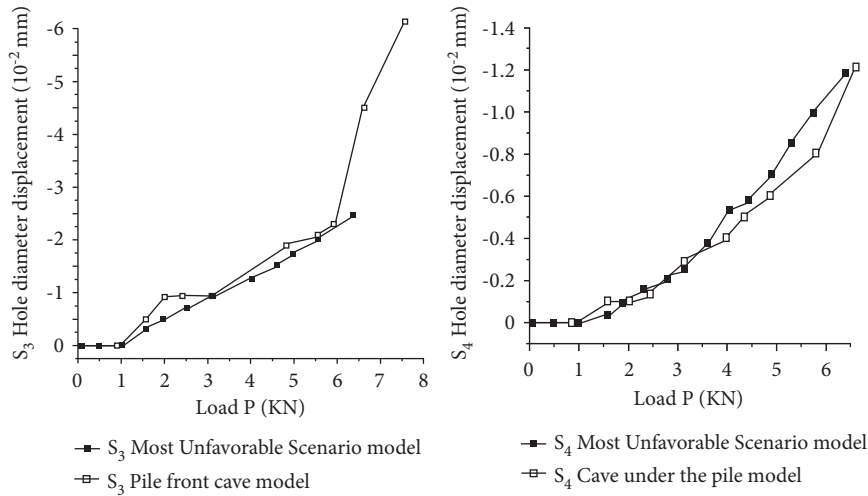 -6
-5
-4
-3
-2
-1
0
S3 Hole diameter displacement (10-2 mm)
0 1 2 3 4 5 6 7 8
Load P (KN)
S3 Most Unfavorable Scenario model
S3 Pile front cave model
-1.4
-1.2
-1.0
-0.8
-0.6
-0.4
-0.2
0
S4 Hole diameter displacement (10-2 mm)
0 1 2 3 4 5 6
Load P (KN)
S4 Most Unfavorable Scenario model
S4 Cave under the pile model